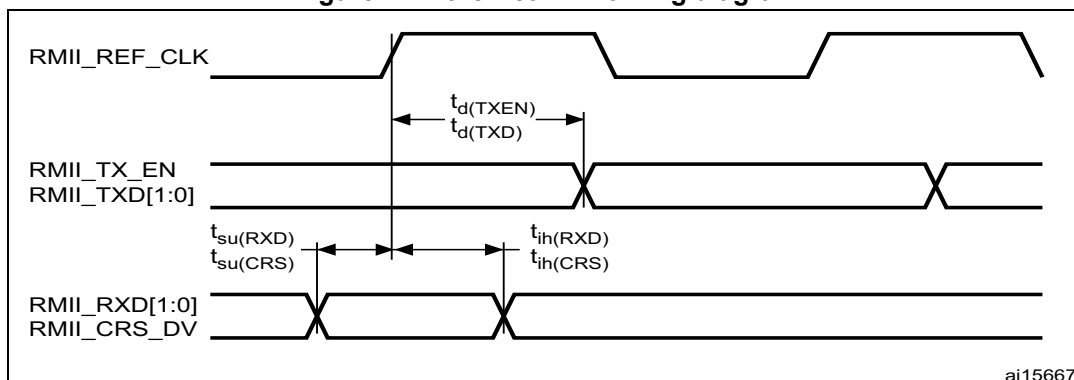 RMII_REF_CLK
td(TXEN)
td(TXD)
RMII_TX_EN
RMII_TXD[1:0]
tsu(RXD)
tsu(CRS)
tih(RXD)
tih(CRS)
RMII_RXD[1:0]
RMII_CRS_DV
ai15667